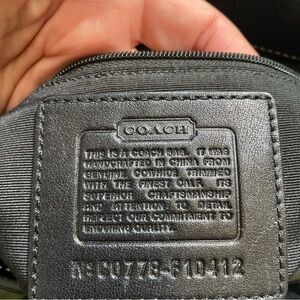 COACH
THIS IS A COACH BAG. IT WAS
HANDCRAFTED IN CHINA FROM
GENUINE COWHIDE TRIMMED
WITH THE FINEST CALF. ITS
SUPERIOR CRAFTSMANSHIP
AND ATTENTION TO DETAIL
REFLECT OUR COMMITMENT TO
ENDURING QUALITY.
Nº C0773-F10412